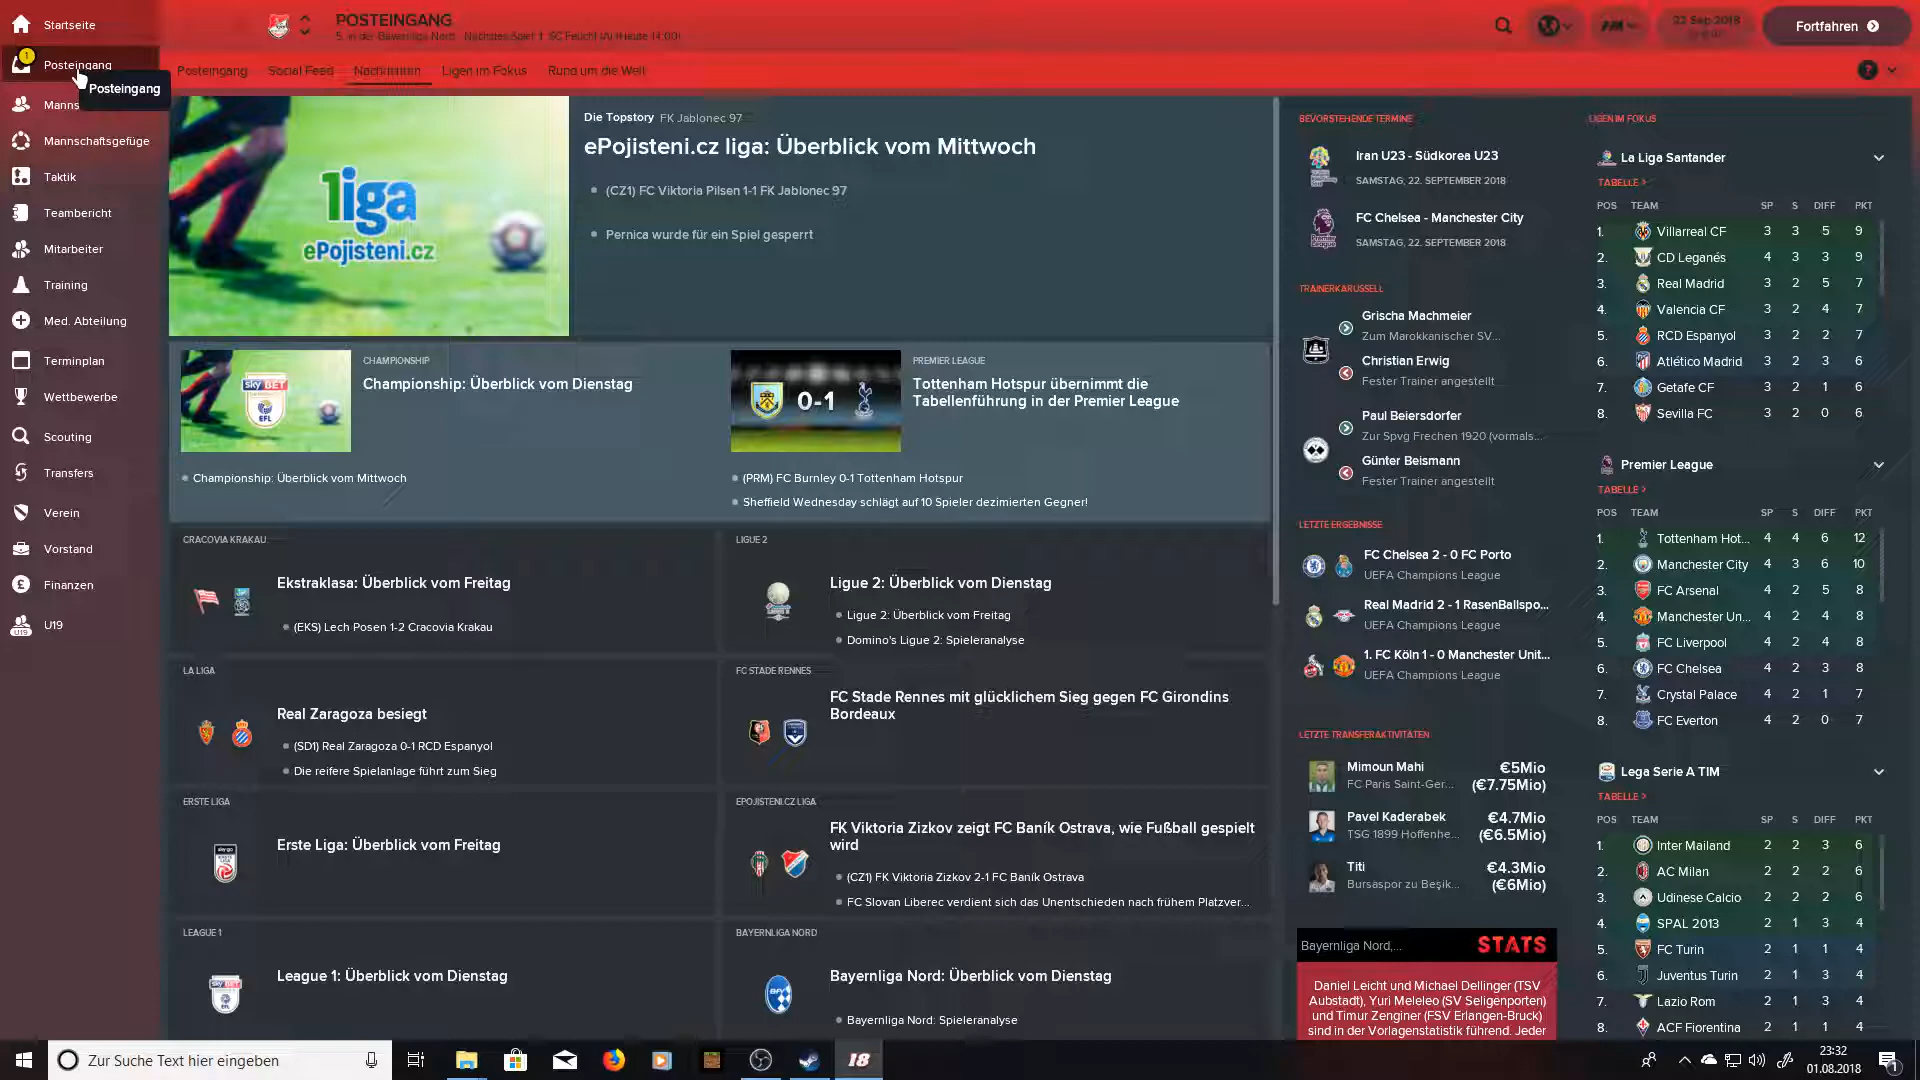 Startseite
Posteingang
Posteingang
Manns
Mannschaftsgefüge
Taktik
Teambericht
Mitarbeiter
Training
Med. Abteilung
Terminplan
Wettbewerbe
Scouting
Transfers
Verein
Vorstand
Finanzen
U19
POSTEINGANG
5. in der Bayernliga Nord · Nächstes Spiel: 1. SC Feucht (A) (Heute 14:00)
22 Sep 2018
Fortfahren
Posteingang
Social Feed
Nachrichten
Ligen im Fokus
Rund um die Welt
1liga
ePojisteni.cz
Die Topstory FK Jablonec 97
ePojisteni.cz liga: Überblick vom Mittwoch
(CZ1) FC Viktoria Pilsen 1-1 FK Jablonec 97
Pernica wurde für ein Spiel gesperrt
sky BET
EFL
CHAMPIONSHIP
Championship: Überblick vom Dienstag
Championship: Überblick vom Mittwoch
0-1
PREMIER LEAGUE
Tottenham Hotspur übernimmt die
Tabellenführung in der Premier League
(PRM) FC Burnley 0-1 Tottenham Hotspur
Sheffield Wednesday schlägt auf 10 Spieler dezimierten Gegner!
CRACOVIA KRAKAU
Ekstraklasa: Überblick vom Freitag
(EKS) Lech Posen 1-2 Cracovia Krakau
LIGUE 2
Ligue 2: Überblick vom Dienstag
Ligue 2: Überblick vom Freitag
Domino's Ligue 2: Spieleranalyse
LA LIGA
Real Zaragoza besiegt
(SD1) Real Zaragoza 0-1 RCD Espanyol
Die reifere Spielanlage führt zum Sieg
FC STADE RENNES
FC Stade Rennes mit glücklichem Sieg gegen FC Girondins
Bordeaux
ERSTE LIGA
Erste Liga: Überblick vom Freitag
EPOJISTENI.CZ LIGA
FK Viktoria Zizkov zeigt FC Baník Ostrava, wie Fußball gespielt
wird
(CZ1) FK Viktoria Zizkov 2-1 FC Baník Ostrava
FC Slovan Liberec verdient sich das Unentschieden nach frühem Platzver...
LEAGUE 1
League 1: Überblick vom Dienstag
BAYERNLIGA NORD
Bayernliga Nord: Überblick vom Dienstag
Bayernliga Nord: Spieleranalyse
BEVORSTEHENDE TERMINE
Iran U23 - Südkorea U23
SAMSTAG, 22. SEPTEMBER 2018
FC Chelsea - Manchester City
SAMSTAG, 22. SEPTEMBER 2018
TRAINERKARUSSELL
Grischa Machmeier
Zum Marokkanischer SV...
Christian Erwig
Fester Trainer angestellt
Paul Beiersdorfer
Zur Spvg Frechen 1920 (vormals...
Günter Beismann
Fester Trainer angestellt
LETZTE ERGEBNISSE
FC Chelsea 2 - 0 FC Porto
UEFA Champions League
Real Madrid 2 - 1 RasenBallspo...
UEFA Champions League
1. FC Köln 1 - 0 Manchester Unit...
UEFA Champions League
LETZTE TRANSFERAKTIVITÄTEN
Mimoun Mahi €5Mio
FC Paris Saint-Ger... (€7.75Mio)
Pavel Kaderabek €4.7Mio
TSG 1899 Hoffenhe... (€6.5Mio)
Titi €4.3Mio
Bursaspor zu Beşik... (€6Mio)
Bayernliga Nord,... STATS
Daniel Leicht und Michael Dellinger (TSV
Aubstadt), Yuri Meleleo (SV Seligenporten)
und Timur Zenginer (FSV Erlangen-Bruck)
sind in der Vorlagenstatistik führend. Jeder
LIGEN IM FOKUS
La Liga Santander
TABELLE >
POS TEAM SP S DIFF PKT
1. Villarreal CF 3 3 5 9
2. CD Leganés 4 3 3 9
3. Real Madrid 3 2 5 7
4. Valencia CF 3 2 4 7
5. RCD Espanyol 3 2 2 7
6. Atlético Madrid 3 2 3 6
7. Getafe CF 3 2 1 6
8. Sevilla FC 3 2 0 6
Premier League
TABELLE >
POS TEAM SP S DIFF PKT
1. Tottenham Hot... 4 4 6 12
2. Manchester City 4 3 6 10
3. FC Arsenal 4 2 5 8
4. Manchester Un... 4 2 4 8
5. FC Liverpool 4 2 4 8
6. FC Chelsea 4 2 3 8
7. Crystal Palace 4 2 1 7
8. FC Everton 4 2 0 7
Lega Serie A TIM
TABELLE >
POS TEAM SP S DIFF PKT
1. Inter Mailand 2 2 3 6
2. AC Milan 2 2 2 6
3. Udinese Calcio 2 2 2 6
4. SPAL 2013 2 1 3 4
5. FC Turin 2 1 1 4
6. Juventus Turin 2 1 3 4
7. Lazio Rom 2 1 3 4
8. ACF Fiorentina 2 1 1 4
Zur Suche Text hier eingeben
18
23:32
01.08.2018
1